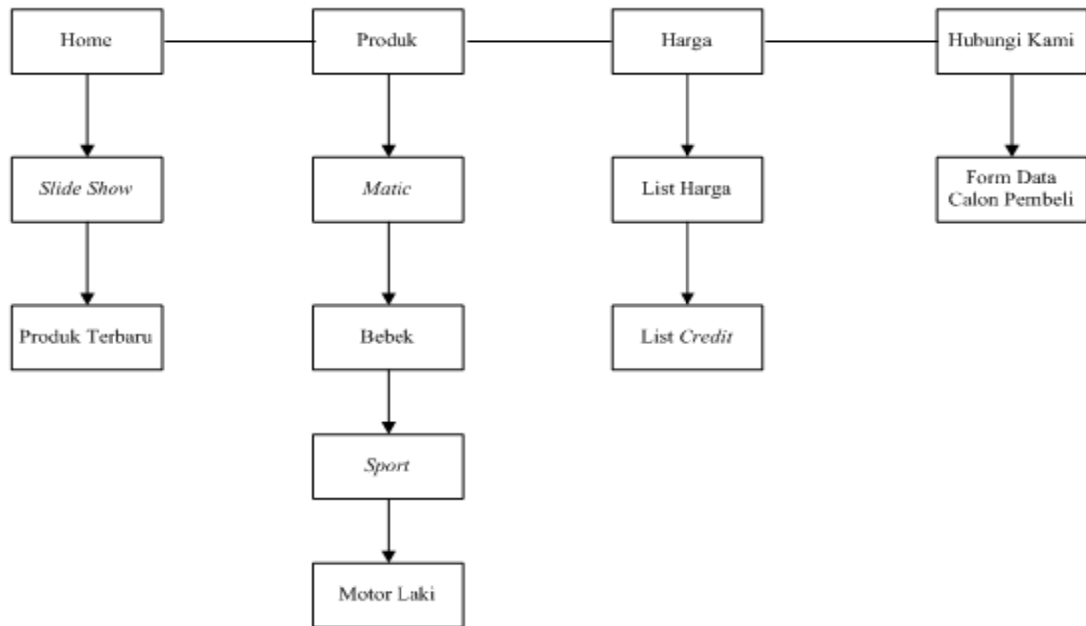 Home
Produk
Harga
Hubungi Kami
Slide Show
Matic
List Harga
Form Data
Calon Pembeli
Produk Terbaru
Bebek
List Credit
Sport
Motor Laki